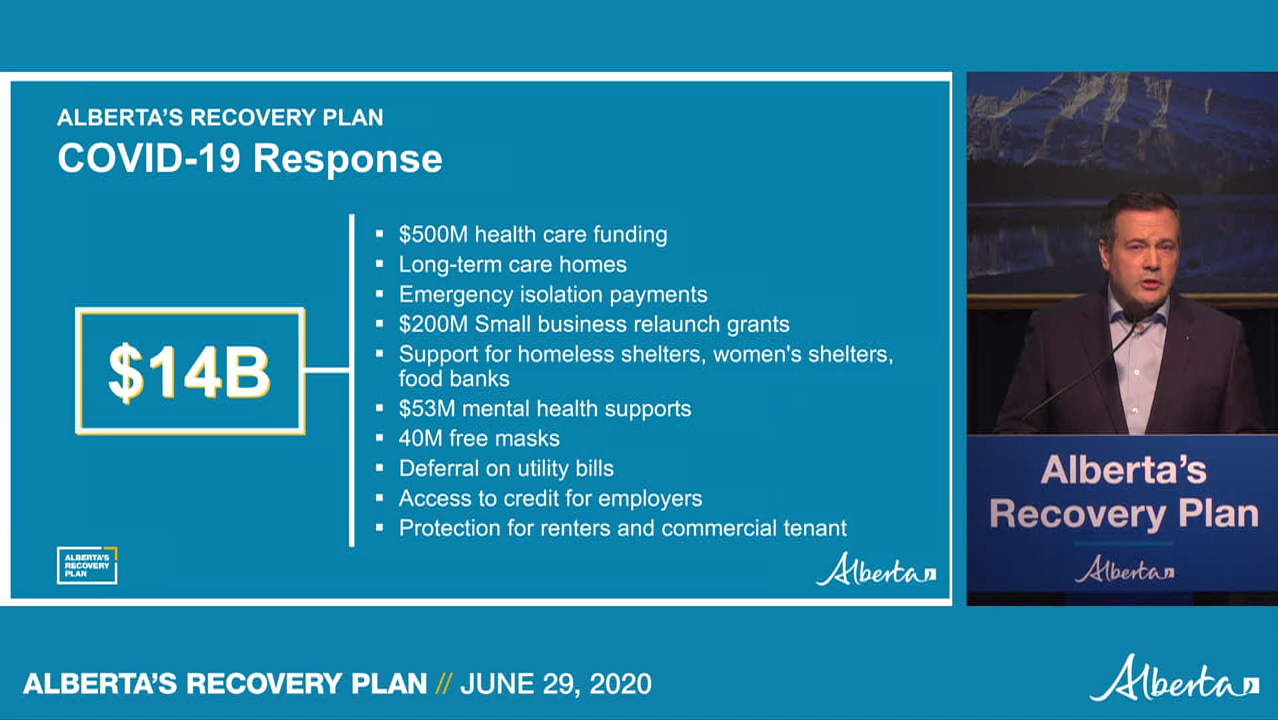 ALBERTA'S RECOVERY PLAN
COVID-19 Response
$14B
▪ $500M health care funding
▪ Long-term care homes
▪ Emergency isolation payments
▪ $200M Small business relaunch grants
▪ Support for homeless shelters, women's shelters,
food banks
▪ $53M mental health supports
▪ 40M free masks
▪ Deferral on utility bills
▪ Access to credit for employers
▪ Protection for renters and commercial tenant
ALBERTA'S
RECOVERY
PLAN
Alberta
Alberta's
Recovery Plan
Alberta
ALBERTA'S RECOVERY PLAN // JUNE 29, 2020
Alberta